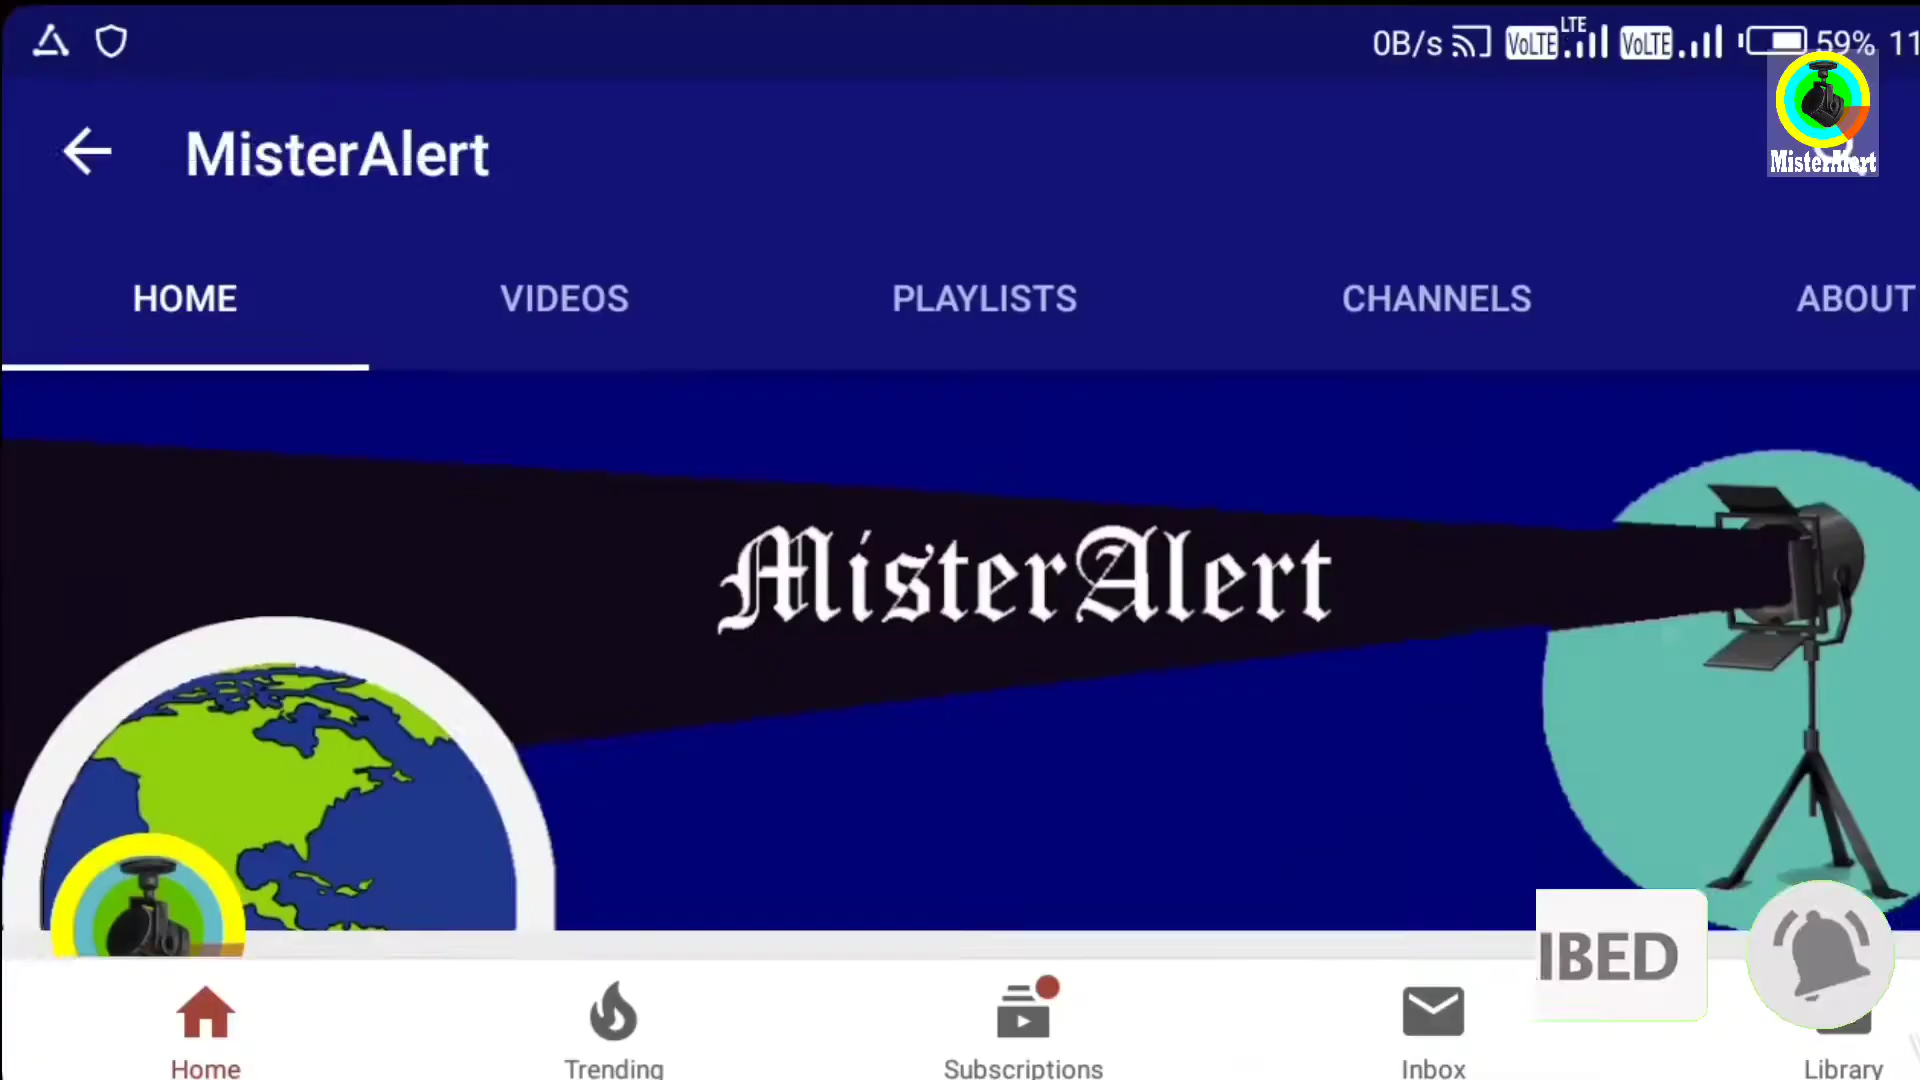 0B/s VoLTE LTE VoLTE 59% 11
MisterAlert
MisterAlert
HOME VIDEOS PLAYLISTS CHANNELS ABOUT
MisterAlert
IBED
Home Trending Subscriptions Inbox Library